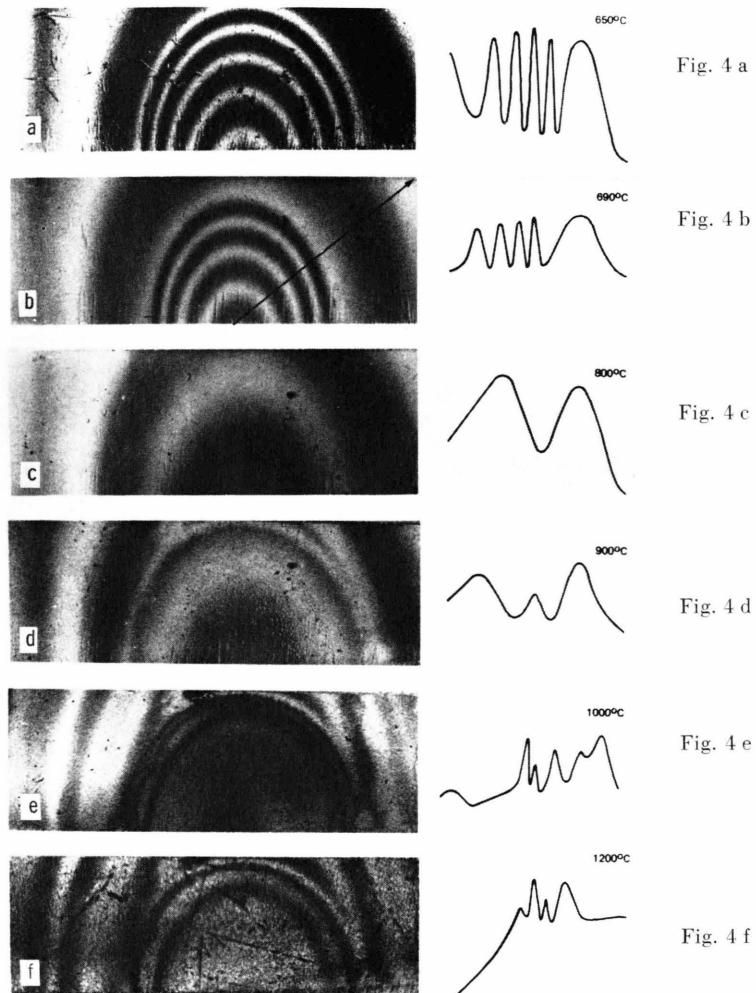 650°C
Fig. 4 a
a
690°C
Fig. 4 b
b
800°C
Fig. 4 c
c
900°C
Fig. 4 d
d
1000°C
Fig. 4 e
e
1200°C
Fig. 4 f
f